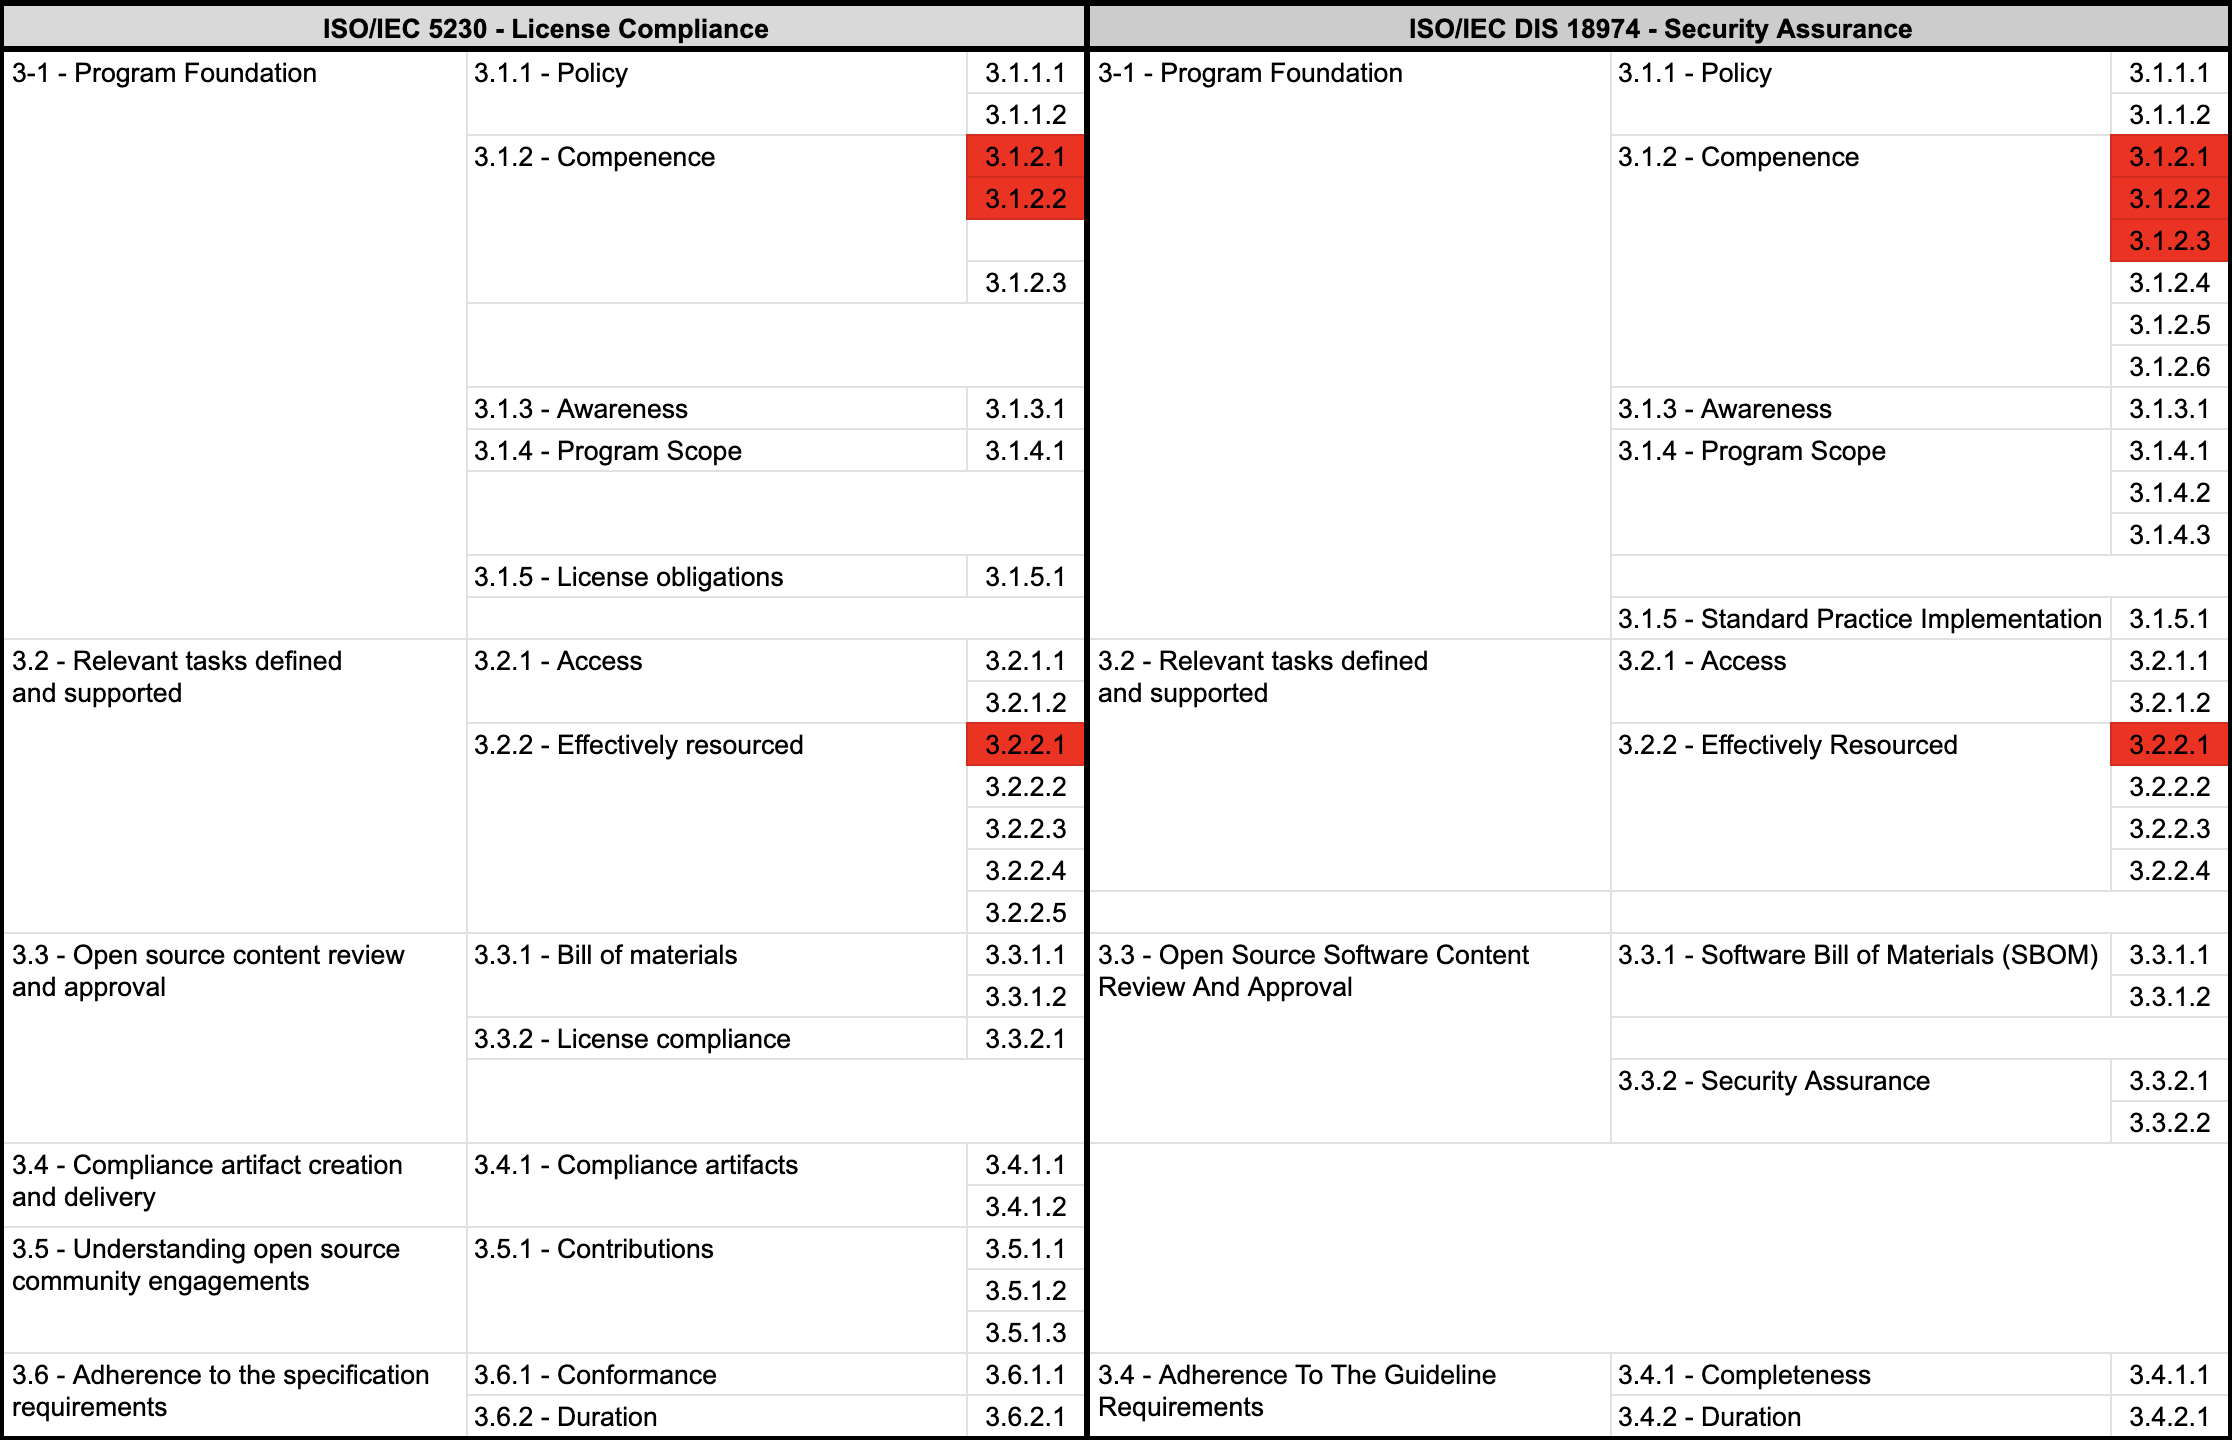 ISO/IEC 5230 - License Compliance ISO/IEC DIS 18974 - Security Assurance
3-1 - Program Foundation 3.1.1 - Policy 3.1.1.1 3-1 - Program Foundation 3.1.1 - Policy 3.1.1.1
3.1.1.2 3.1.1.2
3.1.2 - Compenence 3.1.2.1 3.1.2 - Compenence 3.1.2.1
3.1.2.2 3.1.2.2
3.1.2.3
3.1.2.3 3.1.2.4
3.1.2.5
3.1.2.6
3.1.3 - Awareness 3.1.3.1 3.1.3 - Awareness 3.1.3.1
3.1.4 - Program Scope 3.1.4.1 3.1.4 - Program Scope 3.1.4.1
3.1.4.2
3.1.4.3
3.1.5 - License obligations 3.1.5.1
3.1.5 - Standard Practice Implementation 3.1.5.1
3.2 - Relevant tasks defined 3.2.1 - Access 3.2.1.1 3.2 - Relevant tasks defined 3.2.1 - Access 3.2.1.1
and supported 3.2.1.2 and supported 3.2.1.2
3.2.2 - Effectively resourced 3.2.2.1 3.2.2 - Effectively Resourced 3.2.2.1
3.2.2.2 3.2.2.2
3.2.2.3 3.2.2.3
3.2.2.4 3.2.2.4
3.2.2.5
3.3 - Open source content review 3.3.1 - Bill of materials 3.3.1.1 3.3 - Open Source Software Content 3.3.1 - Software Bill of Materials (SBOM) 3.3.1.1
and approval 3.3.1.2 Review And Approval 3.3.1.2
3.3.2 - License compliance 3.3.2.1
3.3.2 - Security Assurance 3.3.2.1
3.3.2.2
3.4 - Compliance artifact creation 3.4.1 - Compliance artifacts 3.4.1.1
and delivery 3.4.1.2
3.5 - Understanding open source 3.5.1 - Contributions 3.5.1.1
community engagements 3.5.1.2
3.5.1.3
3.6 - Adherence to the specification 3.6.1 - Conformance 3.6.1.1 3.4 - Adherence To The Guideline 3.4.1 - Completeness 3.4.1.1
requirements 3.6.2 - Duration 3.6.2.1 Requirements 3.4.2 - Duration 3.4.2.1